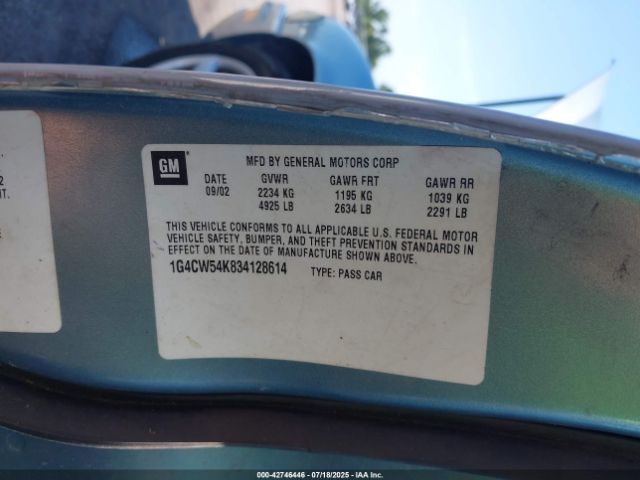 GM
MFD BY GENERAL MOTORS CORP
DATE GVWR GAWR FRT GAWR RR
09/02 2234 KG 1195 KG 1039 KG
4925 LB 2634 LB 2291 LB
THIS VEHICLE CONFORMS TO ALL APPLICABLE U.S. FEDERAL MOTOR
VEHICLE SAFETY, BUMPER, AND THEFT PREVENTION STANDARDS IN
EFFECT ON THE DATE OF MANUFACTURE SHOWN ABOVE.
1G4CW54K834128614 TYPE: PASS CAR
000-42746446 - 07/18/2025 - IAA Inc.